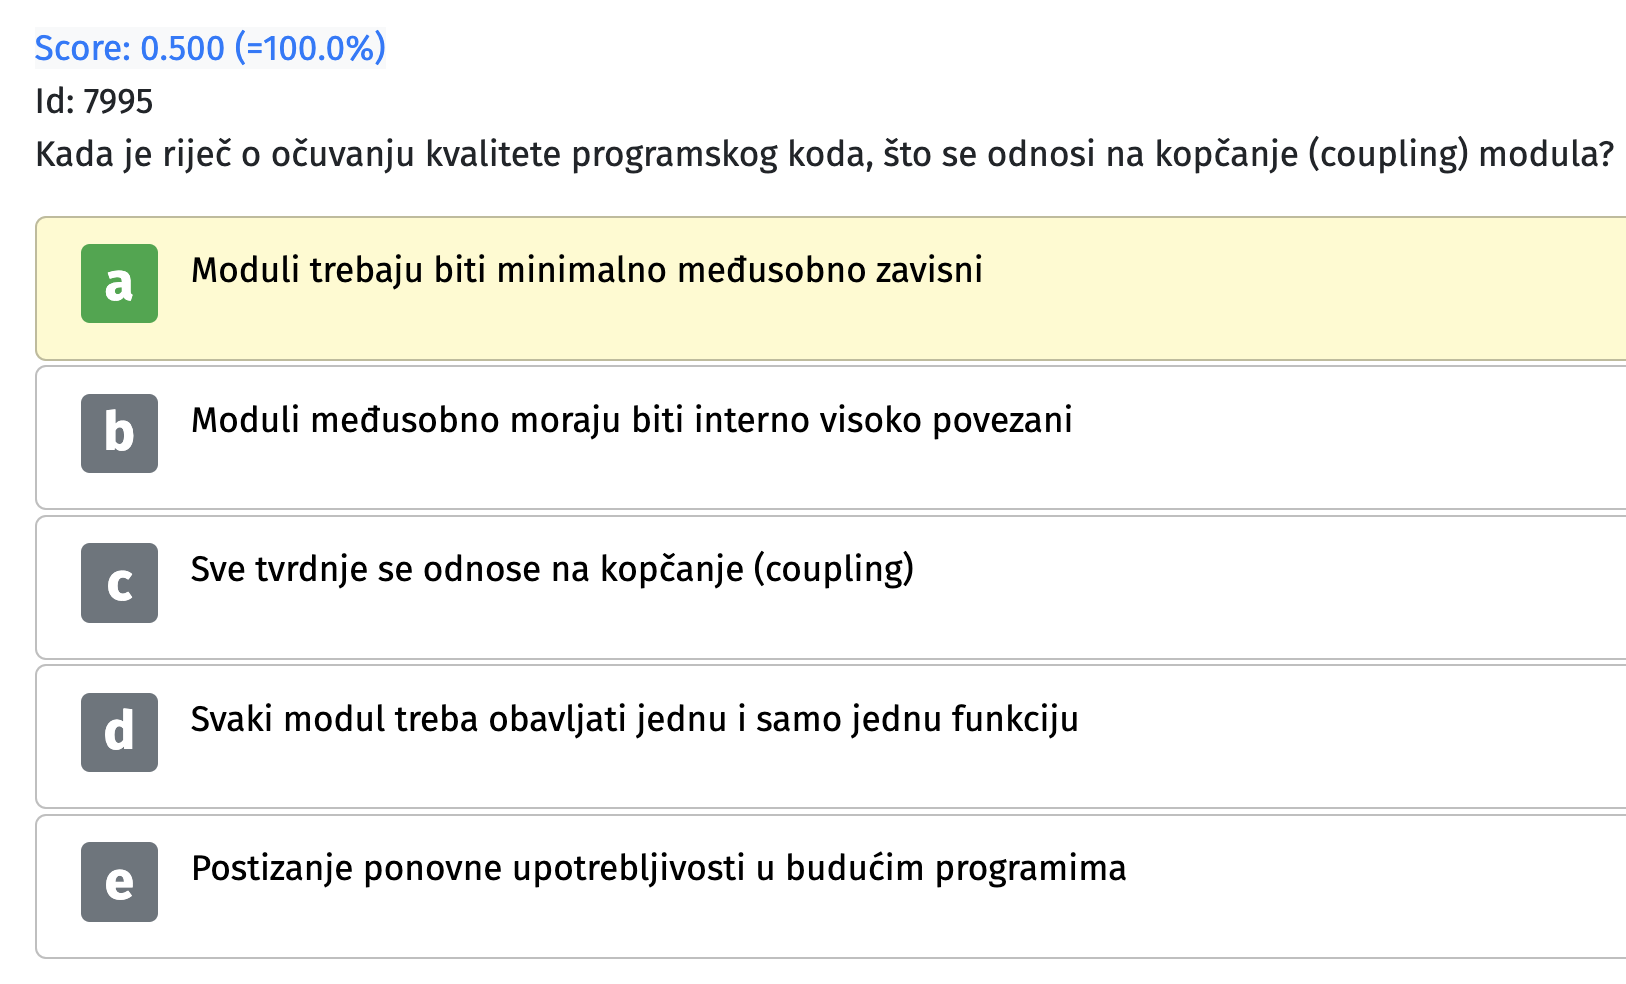 Score: 0.500 (=100.0%)
Id: 7995
Kada je riječ o očuvanju kvalitete programskog koda, što se odnosi na kopčanje (coupling) modula?
a Moduli trebaju biti minimalno međusobno zavisni
b Moduli međusobno moraju biti interno visoko povezani
c Sve tvrdnje se odnose na kopčanje (coupling)
d Svaki modul treba obavljati jednu i samo jednu funkciju
e Postizanje ponovne upotrebljivosti u budućim programima